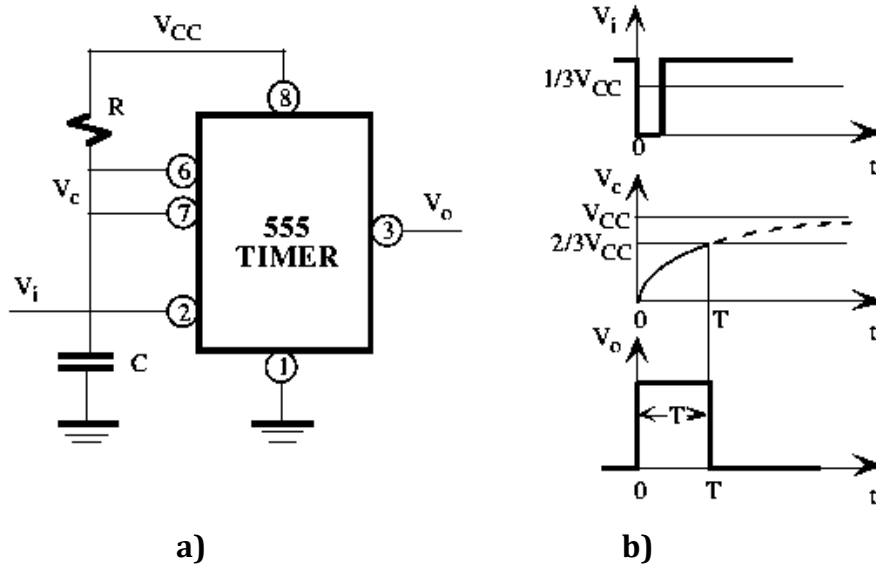 V_CC
8
R
6
V_c
7
555
TIMER
3
V_o
V_i
2
C
1
a)
V_i
1/3V_CC
0
t
V_c
V_CC
2/3V_CC
0
T
t
V_o
T
0
T
t
b)